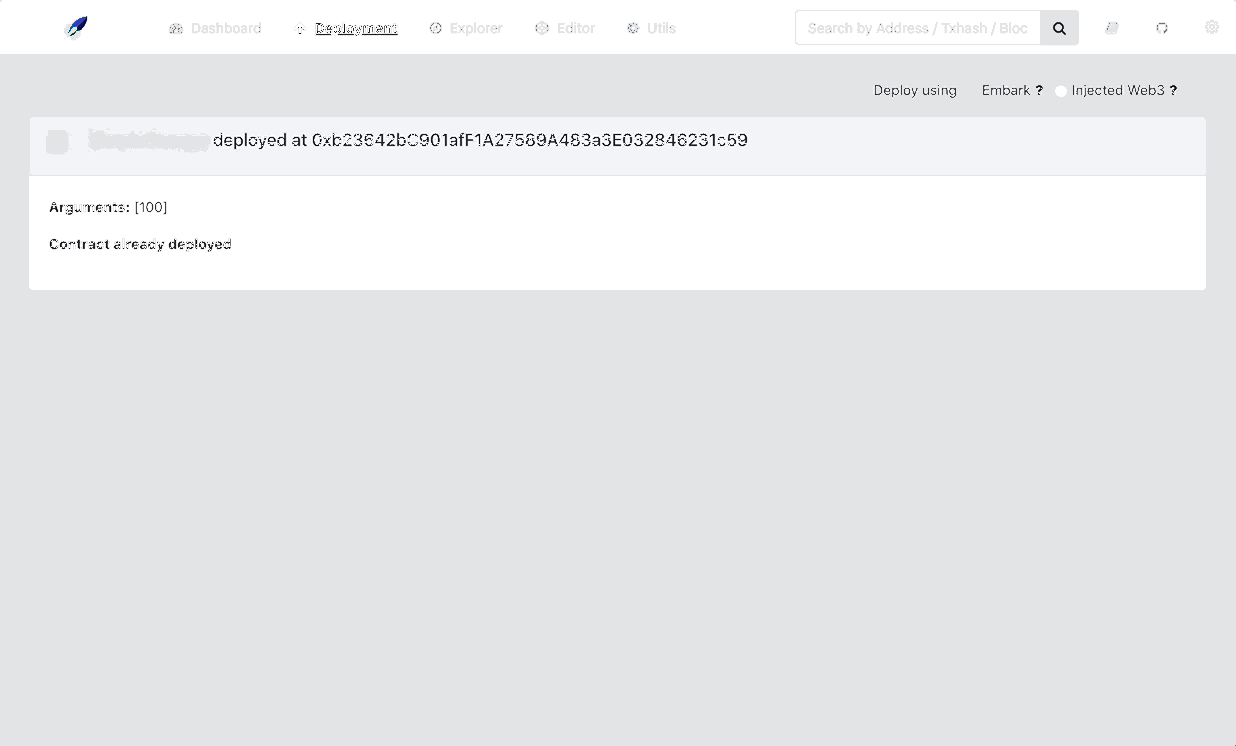 Dashboard
Deployment
Explorer
Editor
Utils
Search by Address / Txhash / Bloc
Deploy using Embark ? Injected Web3 ?
deployed at 0xb23642bC901afF1A27589A483a3E032846231c59
Arguments: [100]
Contract already deployed